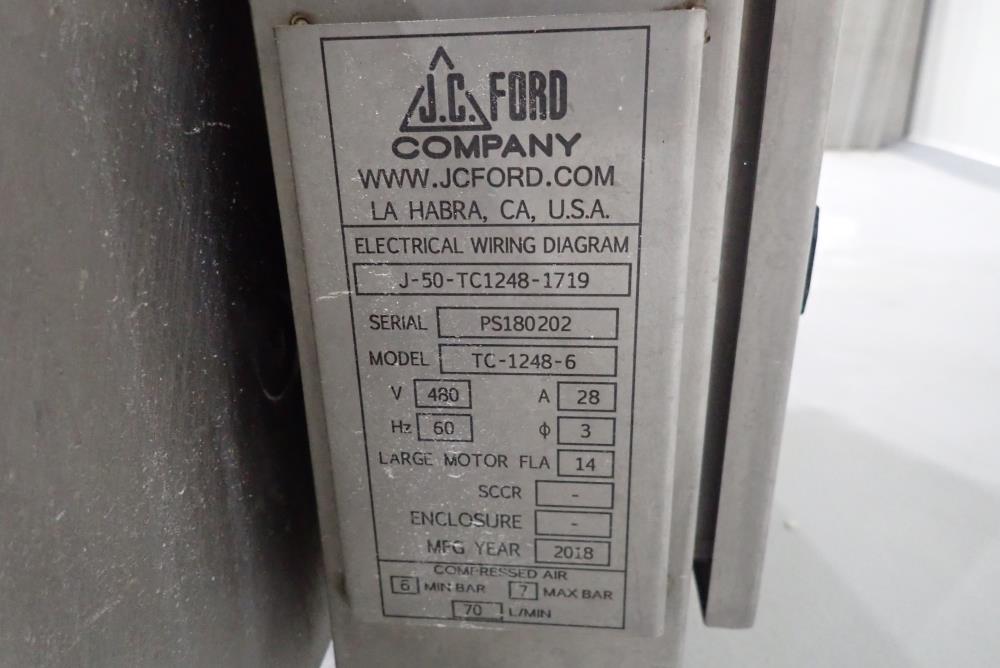 J.C. FORD
COMPANY
WWW.JCFORD.COM
LA HABRA, CA, U.S.A.
ELECTRICAL WIRING DIAGRAM
J-50-TC1248-1719
SERIAL PS180202
MODEL TC-1248-6
V 480 A 28
Hz 60 ϕ 3
LARGE MOTOR FLA 14
SCCR -
ENCLOSURE -
MFG YEAR 2018
COMPRESSED AIR
6 MIN BAR 7 MAX BAR
70 L/MIN